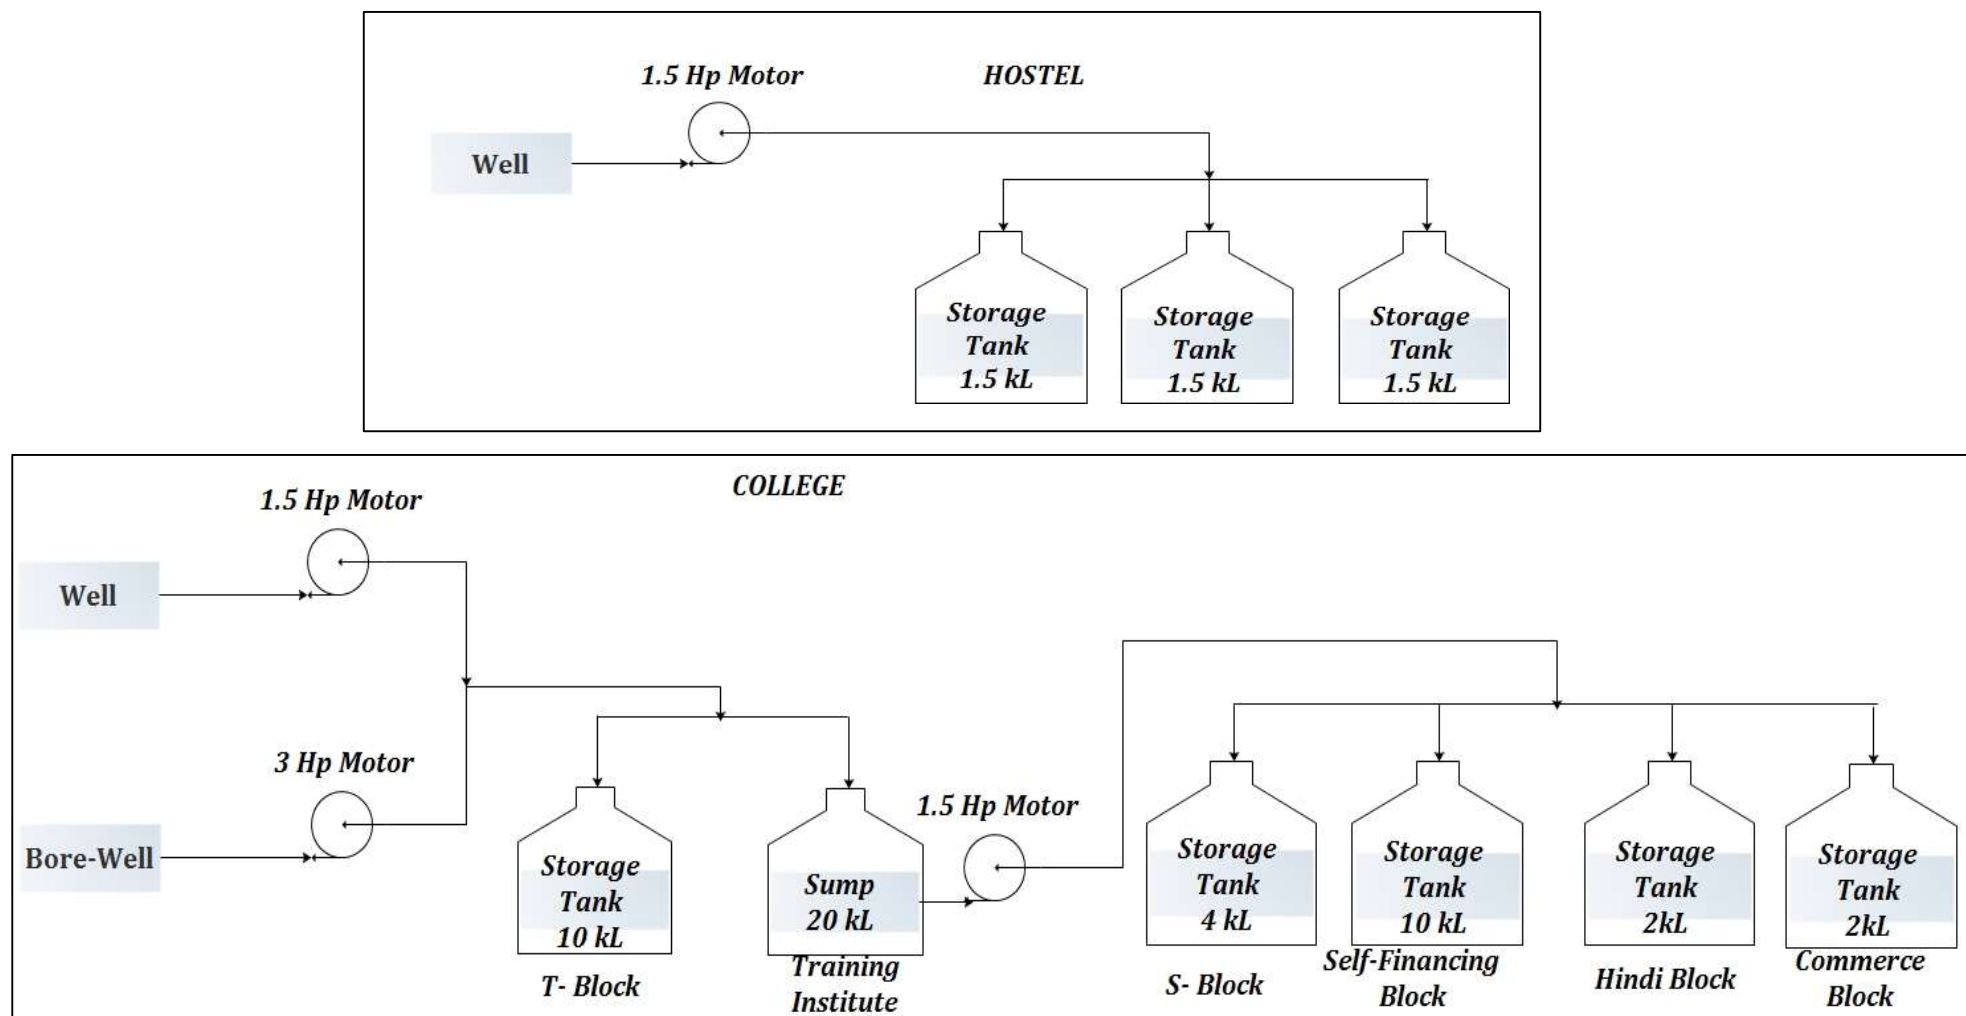 1.5 Hp Motor
HOSTEL
Well
Storage
Tank
1.5 kL
Storage
Tank
1.5 kL
Storage
Tank
1.5 kL
COLLEGE
1.5 Hp Motor
Well
3 Hp Motor
Bore-Well
Storage
Tank
10 kL
T- Block
Sump
20 kL
Training
Institute
1.5 Hp Motor
Storage
Tank
4 kL
S- Block
Storage
Tank
10 kL
Self-Financing
Block
Storage
Tank
2kL
Hindi Block
Storage
Tank
2kL
Commerce
Block